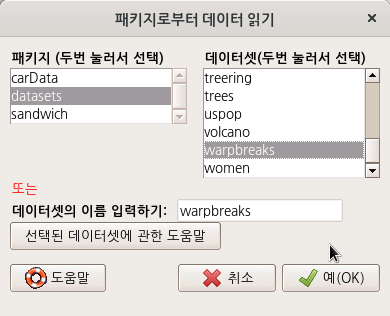 패키지로부터 데이터 읽기
패키지 (두번 눌러서 선택)
carData
datasets
sandwich
데이터셋(두번 눌러서 선택)
treering
trees
uspop
volcano
warpbreaks
women
또는
데이터셋의 이름 입력하기: warpbreaks
선택된 데이터셋에 관한 도움말
도움말 취소 예(OK)